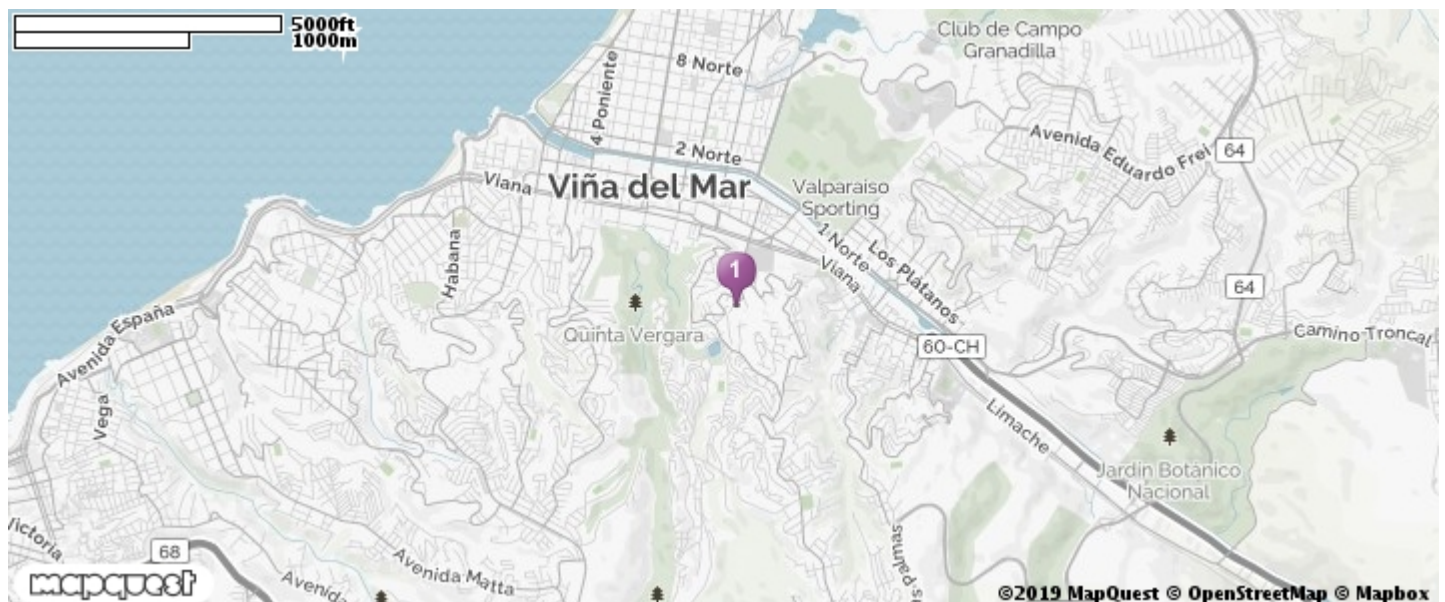 5000ft
1000m
Club de Campo
Granadilla
8 Norte
4 Poniente
Avenida Eduardo Frei
64
2 Norte
Viana
Viña del Mar
Valparaiso
Sporting
Habana
1 Norte
Los Plátanos
1
Viana
64
Avenida España
Quinta Vergara
60-CH
Camino Troncal
Vega
Limache
Jardín Botánico
Nacional
Victoria
68
Avenida Matta
Avenida
as palmas
mapquest
©2019 MapQuest © OpenStreetMap © Mapbox